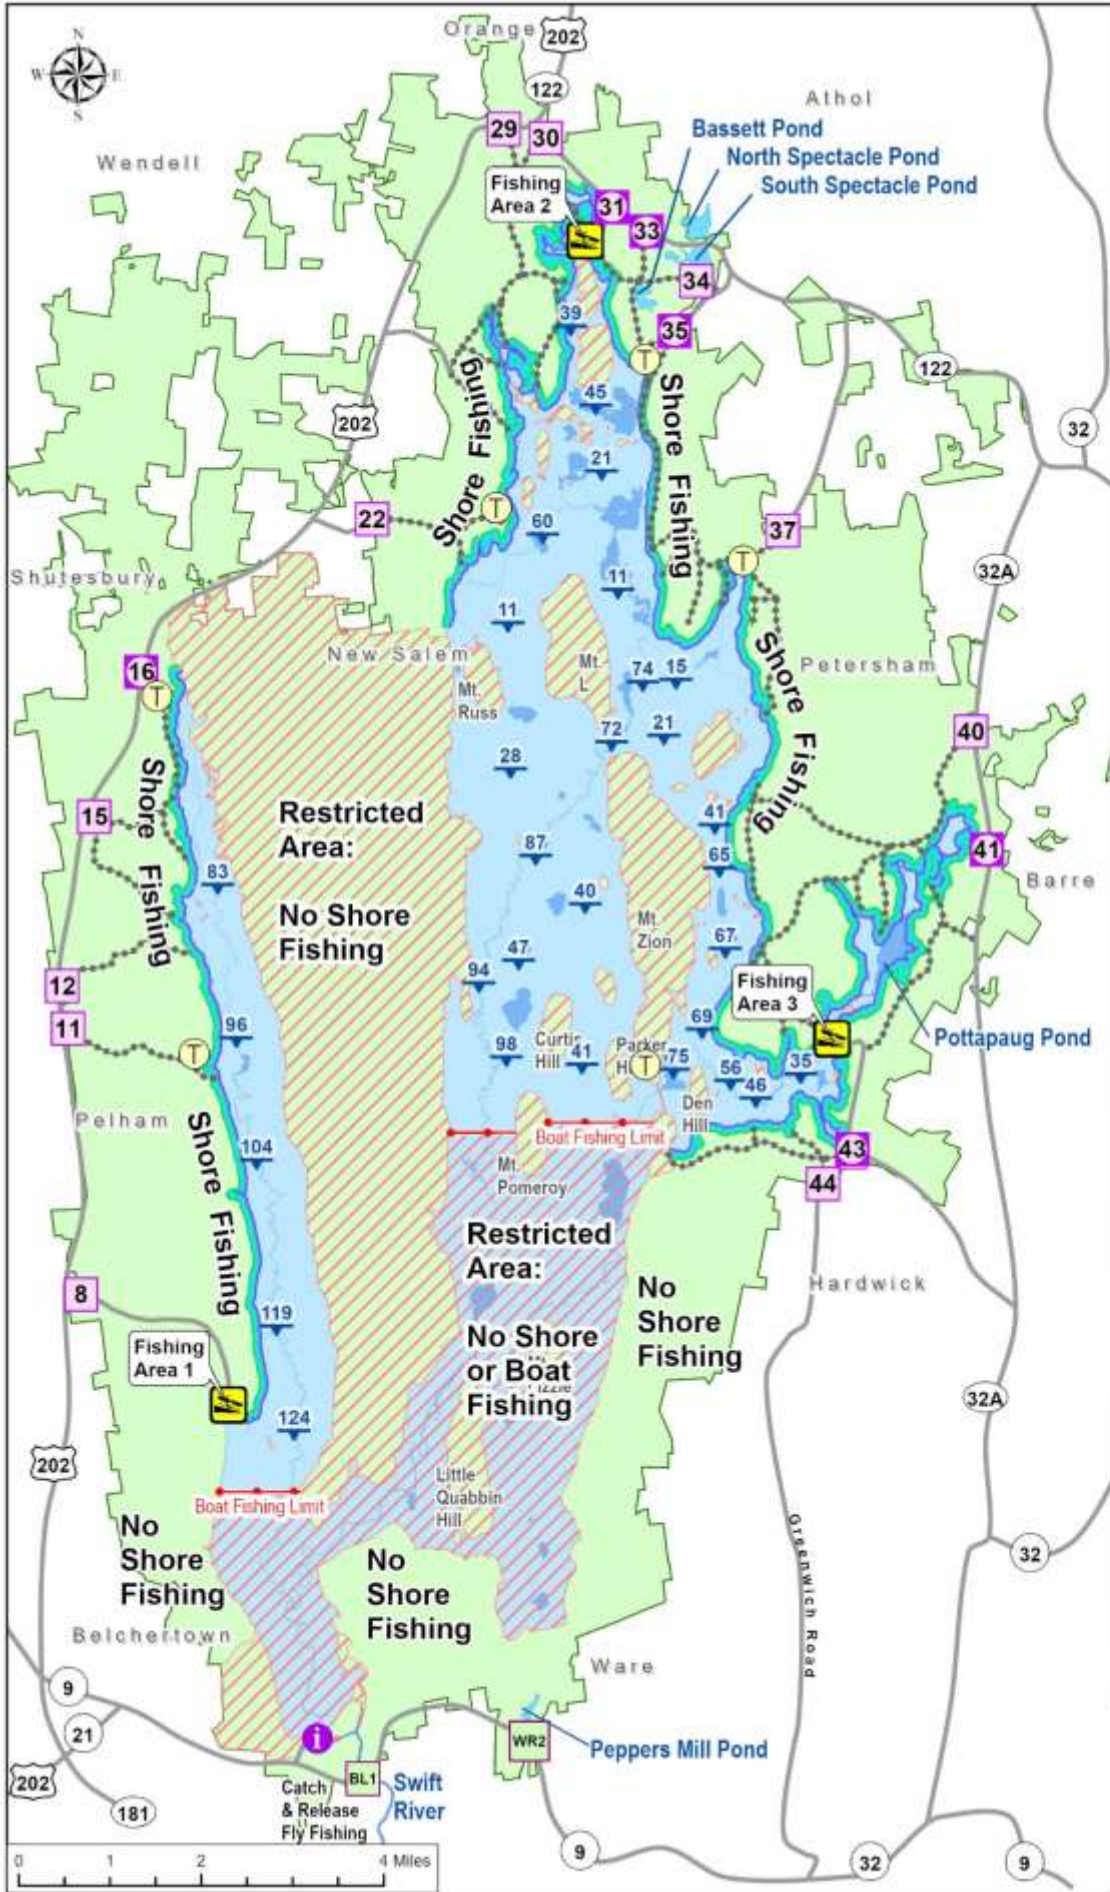 N
W
E
S
Orange
202
122
Athol
29
30
Bassett Pond
North Spectacle Pond
South Spectacle Pond
Wendell
Fishing
Area 2
31
33
34
35
39
T
122
32
Shore Fishing
Shore Fishing
45
202
21
22
T
60
37
T
32A
Shutesbury
11
11
New Salem
Mt.
Russ
Mt.
L
74
15
Shore Fishing
Petersham
16
T
72
21
40
28
Shore Fishing
15
Restricted
Area:
No Shore
Fishing
41
65
41
Barre
83
87
40
Mt.
Zion
67
47
94
12
11
Fishing
Area 3
96
T
69
98
Curtis
Hill
41
Parker
T
75
56
46
35
Pottapaug Pond
Pelham
Den
Hill
Boat Fishing Limit
43
44
104
Shore Fishing
Mt.
Pomeroy
Restricted
Area:
No Shore
or Boat
Fishing
No
Shore
Fishing
Hardwick
8
119
Fishing
Area 1
32A
124
202
Little
Quabbin
Hill
Boat Fishing Limit
No
Shore
Fishing
No
Shore
Fishing
Greenwich Road
32
Belchertown
Ware
9
21
202
181
i
WR2
Peppers Mill Pond
BL1
Swift
River
Catch
& Release
Fly Fishing
9
32
9
0
1
2
4 Miles